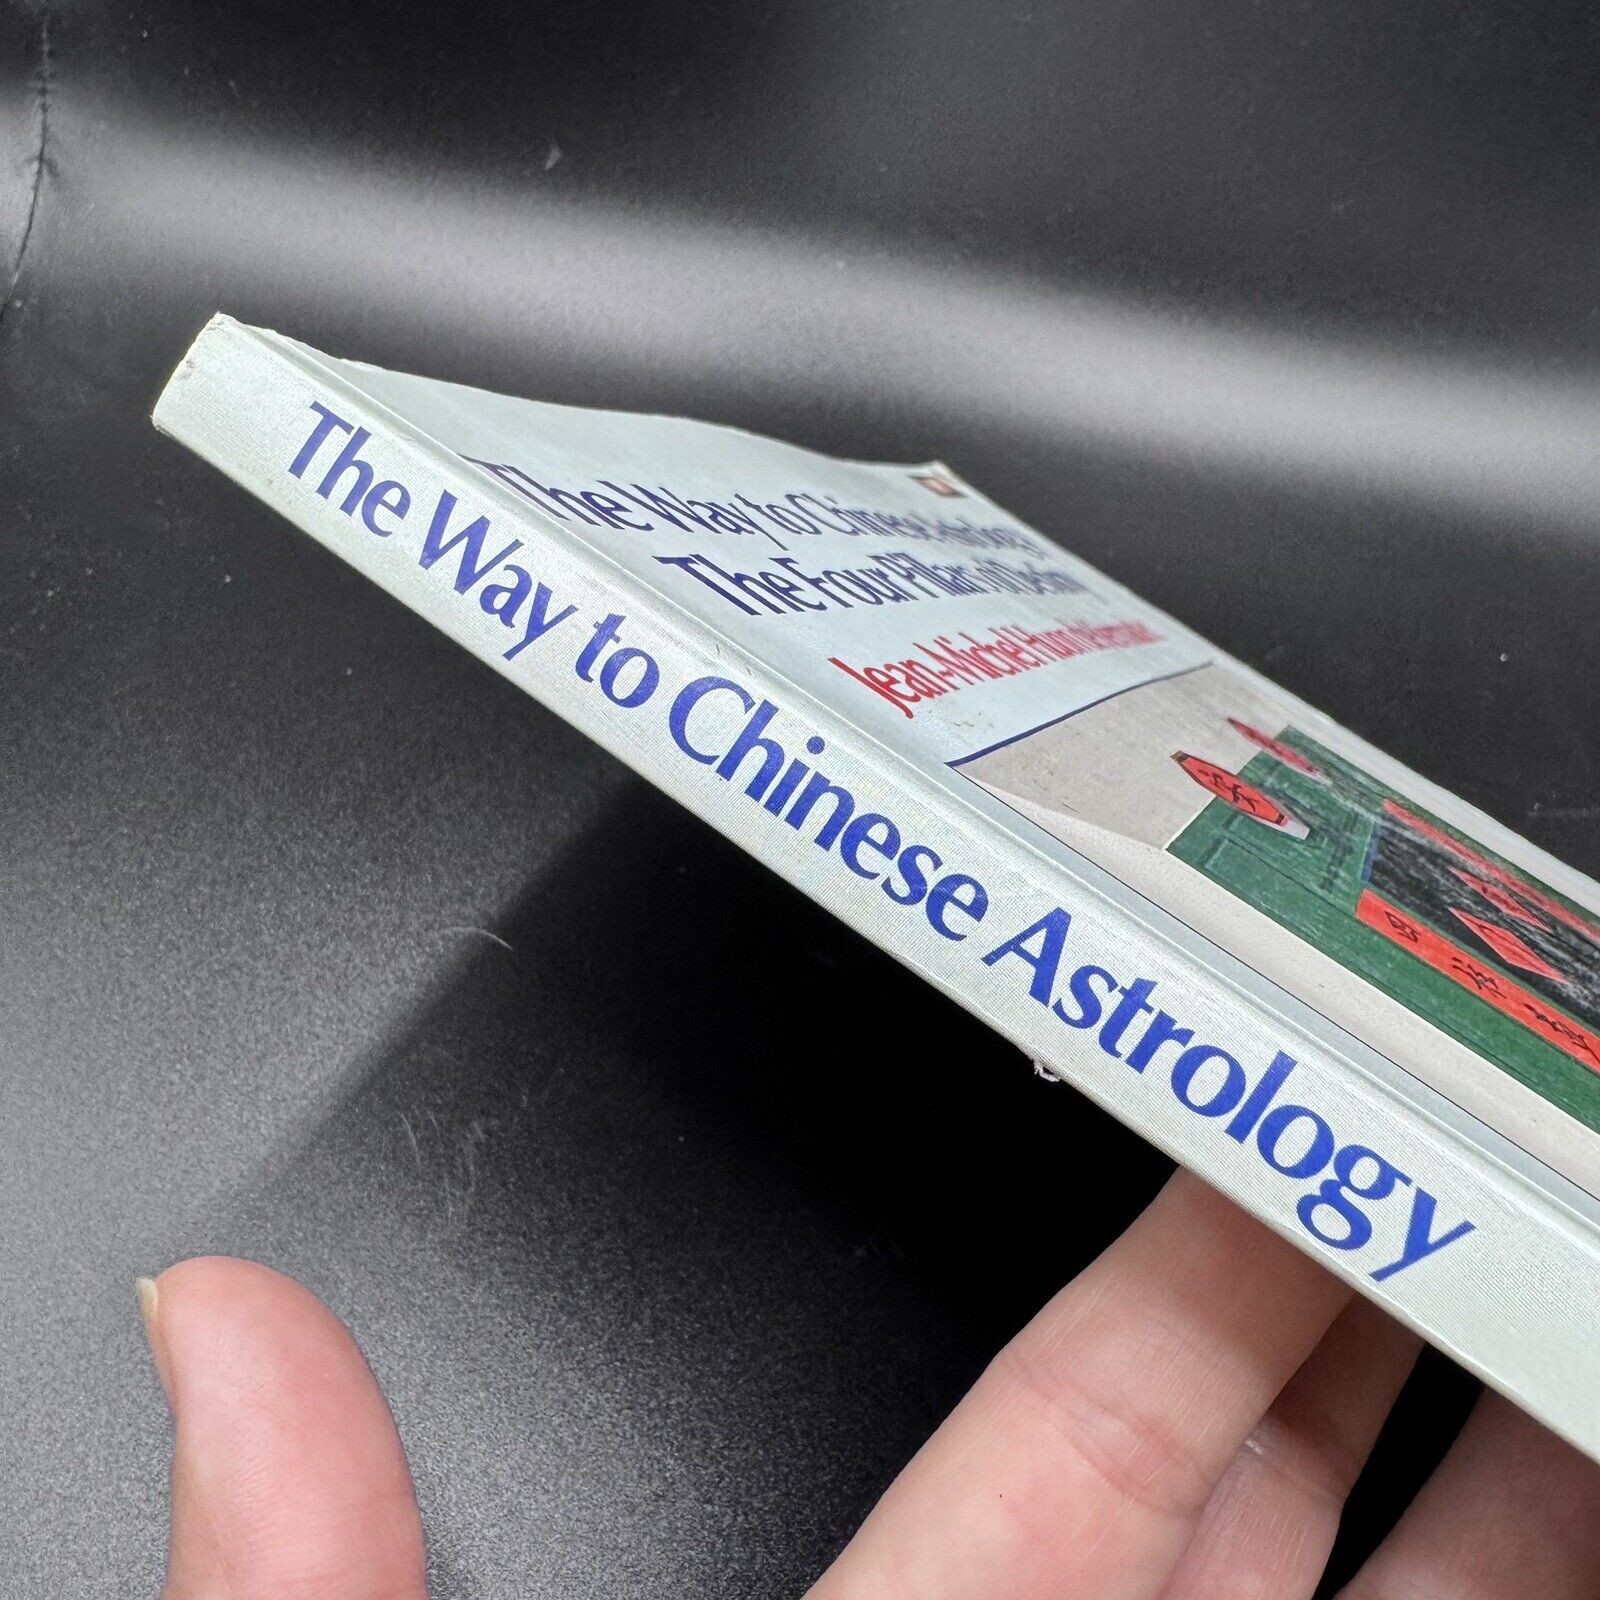 The Way to Chinese Astrology
The Way to Chinese Astrology
The Four Pillars of Destiny
Jean-Michel Huon de Kermadec